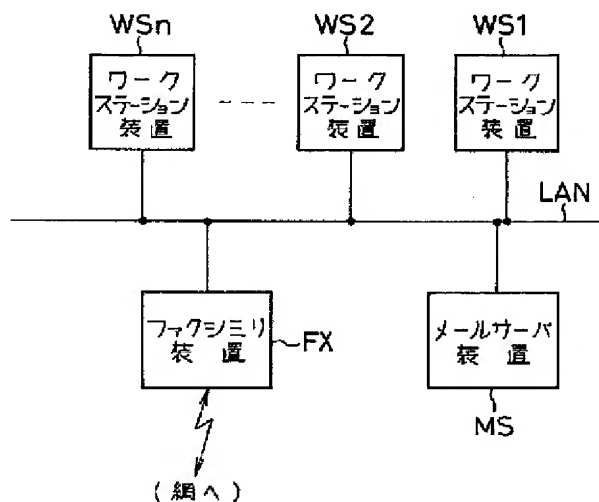 WSn
WS2
WS1
ワーク
ステーション
装置
ワーク
ステーション
装置
ワーク
ステーション
装置
LAN
ファクシミリ
装置
FX
メールサーバ
装置
MS
(網へ)